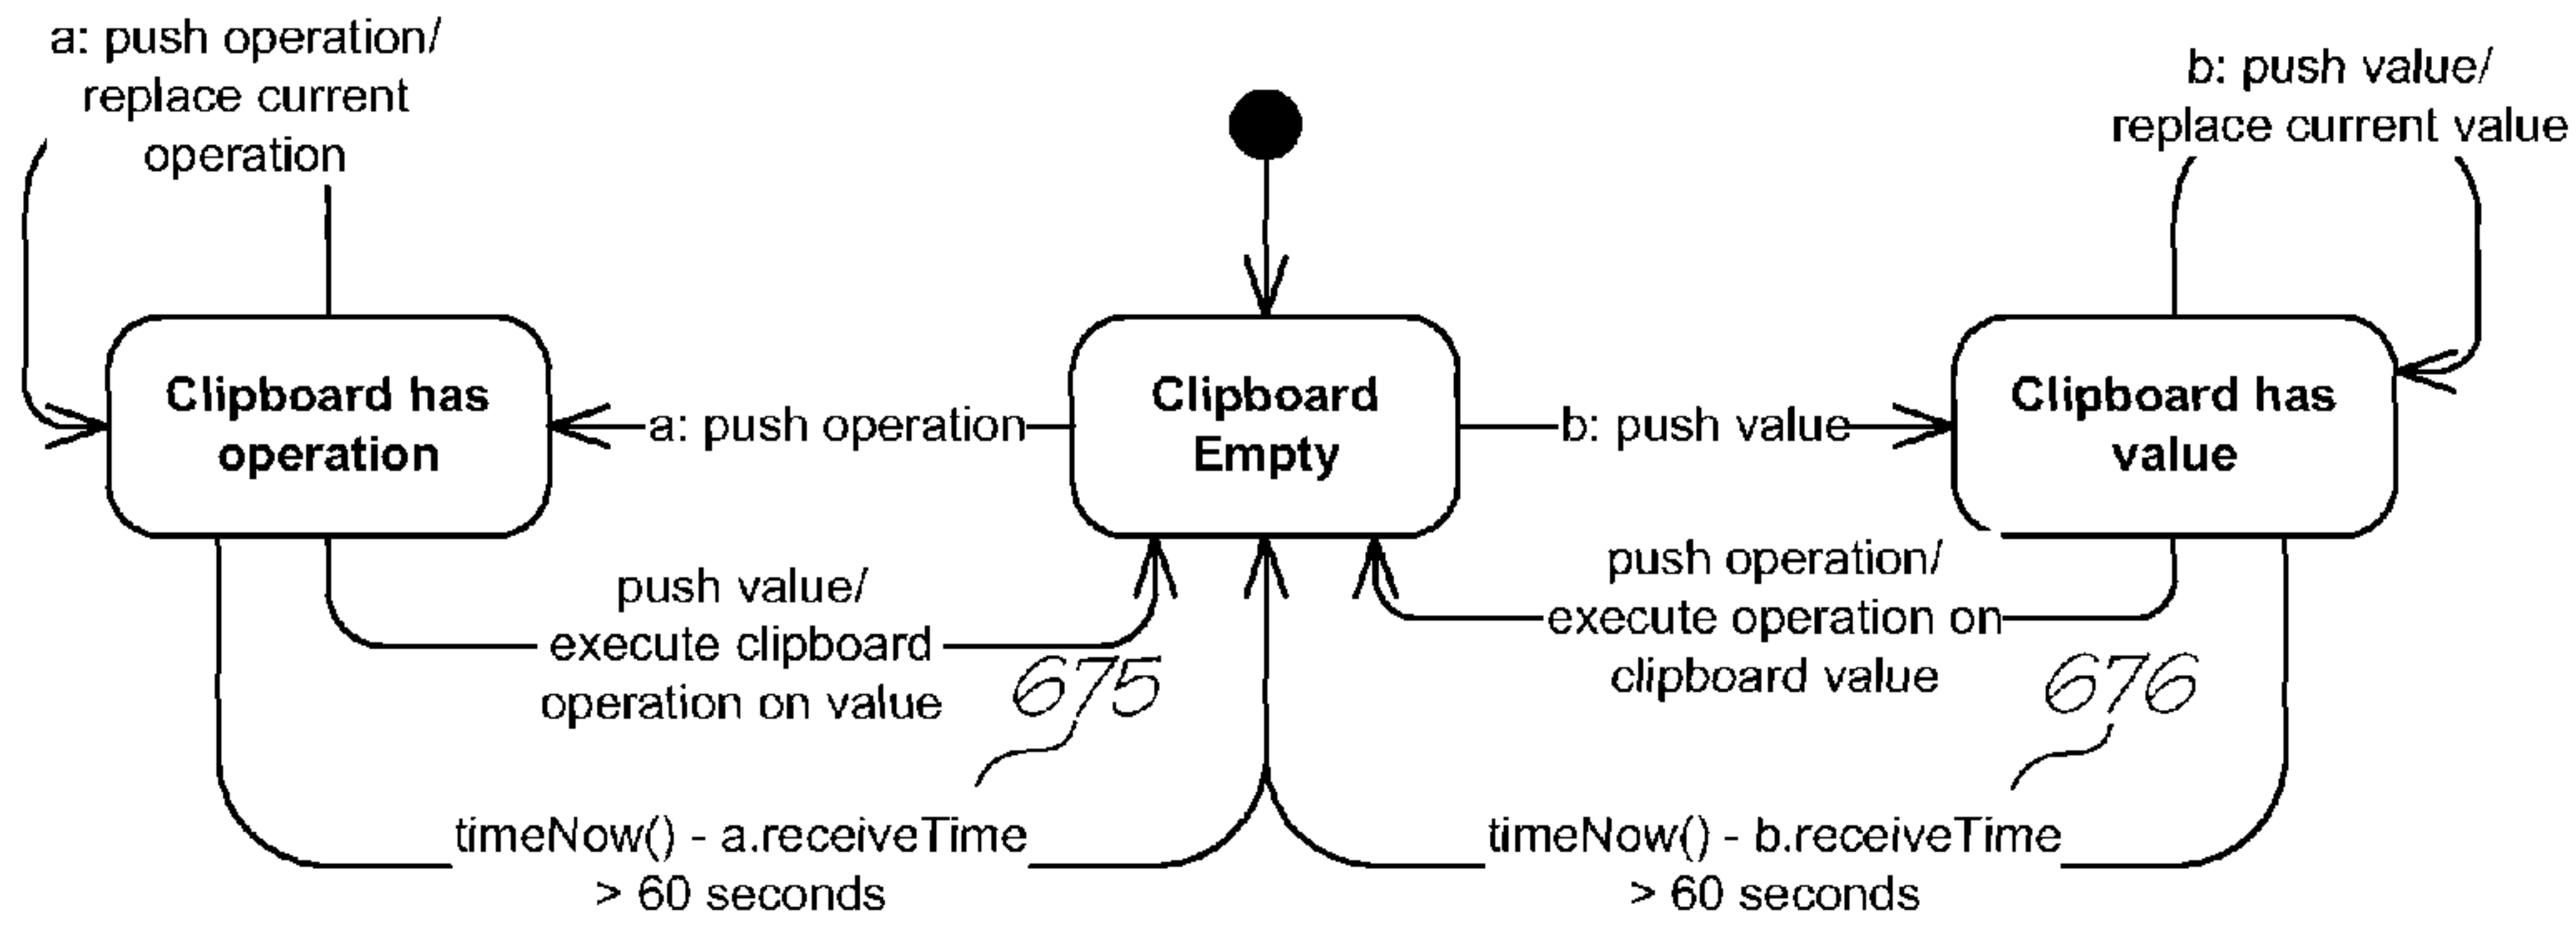 a: push operation/
replace current
operation
b: push value/
replace current value
Clipboard has
operation
a: push operation
Clipboard
Empty
b: push value
Clipboard has
value
push value/
execute clipboard
operation on value
675
push operation/
execute operation on
clipboard value
676
timeNow() - a.receiveTime
> 60 seconds
timeNow() - b.receiveTime
> 60 seconds